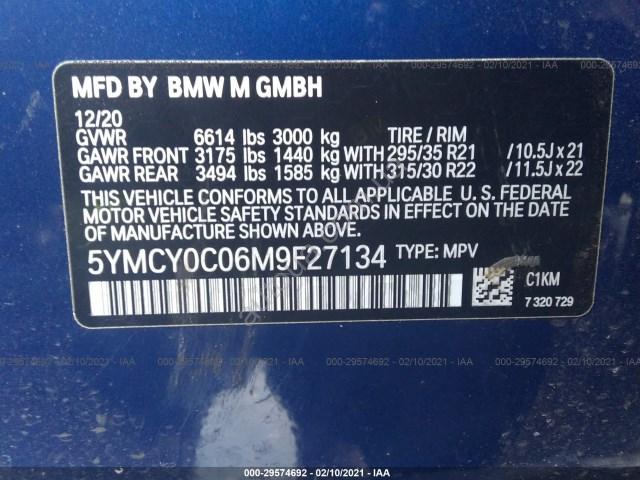 000-29574692 - 02/10/2021 - IAA
MFD BY BMW M GMBH
12/20
GVWR 6614 lbs 3000 kg TIRE / RIM
GAWR FRONT 3175 lbs 1440 kg WITH 295/35 R21 /10.5J x 21
GAWR REAR 3494 lbs 1585 kg WITH 315/30 R22 /11.5J x 22
THIS VEHICLE CONFORMS TO ALL APPLICABLE U. S. FEDERAL
MOTOR VEHICLE SAFETY STANDARDS IN EFFECT ON THE DATE
OF MANUFACTURE SHOWN ABOVE.
5YMCY0C06M9F27134 TYPE: MPV
C1KM
7 320 729
000-29574692 - 02/10/2021 - IAA
000-29574692 - 02/10/2021 - IAA